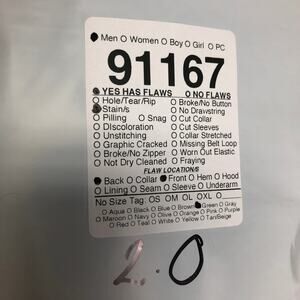 Men O Women O Boy O Girl O PC
91167
YES HAS FLAWS O NO FLAWS
O Hole/Tear/Rip O Broke/No Button
Stain/s O No Drawstring
O Pilling O Snag O Cut Collar
O DIscoloration O Cut Sleeves
O Unstitching O Collar Stretched
O Graphic Cracked O Missing Belt Loop
O Broke/No Zipper O Worn Out Elastic
O Not Dry Cleaned O Fraying
FLAW LOCATION/S
Back O Collar Front O Hem O Hood
O Lining O Seam O Sleeve O Underarm
No Size Tag: OS OM OL OXL O
O Aqua O Black O Blue O Brown Green O Gray
O Maroon O Navy O Olive O Orange O Pink O Purple
O Red O Teal O White O Yellow O Tan/Beige
2.0